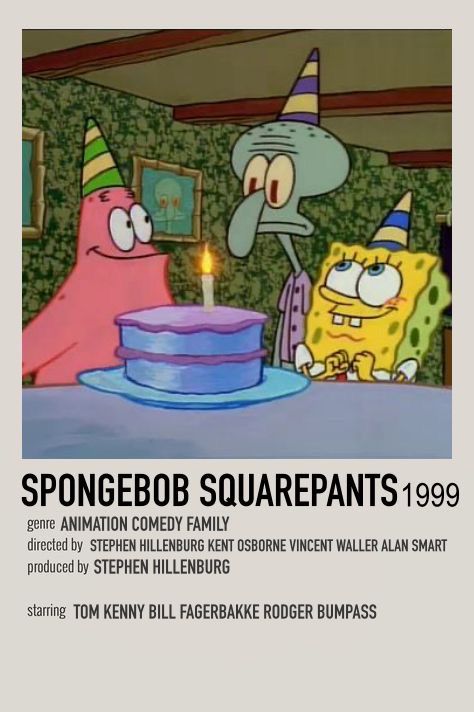 SPONGEBOB SQUAREPANTS 1999
genre ANIMATION COMEDY FAMILY
directed by STEPHEN HILLENBURG KENT OSBORNE VINCENT WALLER ALAN SMART
produced by STEPHEN HILLENBURG
starring TOM KENNY BILL FAGERBAKKE RODGER BUMPASS